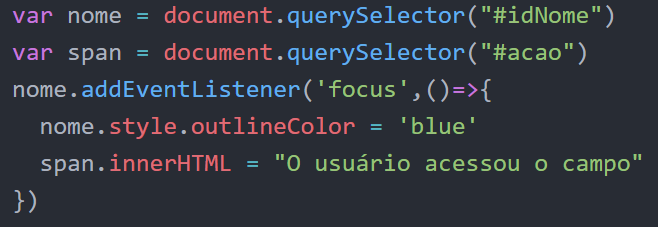 var nome = document.querySelector("#idNome")
var span = document.querySelector("#acao")
nome.addEventListener('focus',()=>{
  nome.style.outlineColor = 'blue'
  span.innerHTML = "O usuário acessou o campo"
})